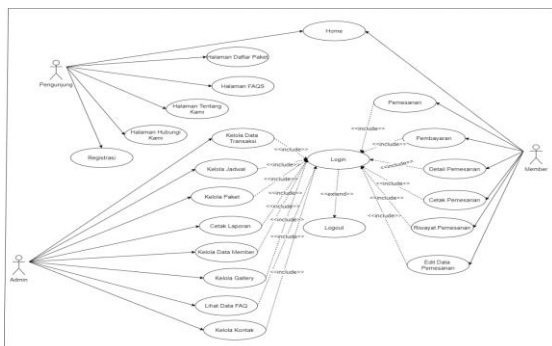 Home
Halaman Daftar Paket
Pengunjung
Halaman FAQS
Halaman Tentang
Kami
Halaman Hubungi
Kami
Registrasi
Kelola Data
Transaksi
Kelola Jadwal
Kelola Paket
Cetak Laporan
Kelola Data Member
Kelola Gallery
Lihat Data FAQ
Kelola Kontak
Admin
<<include>>
<<include>>
<<include>>
<<include>>
<<include>>
<<include>>
<<include>>
<<include>>
Login
<<extend>>
Logout
<<include>>
<<include>>
<<include>>
<<include>>
<<include>>
<<include>>
Pemesanan
Pembayaran
Detail Pemesanan
Cetak Pemesanan
Riwayat Pemesanan
Edit Data
Pemesanan
Member